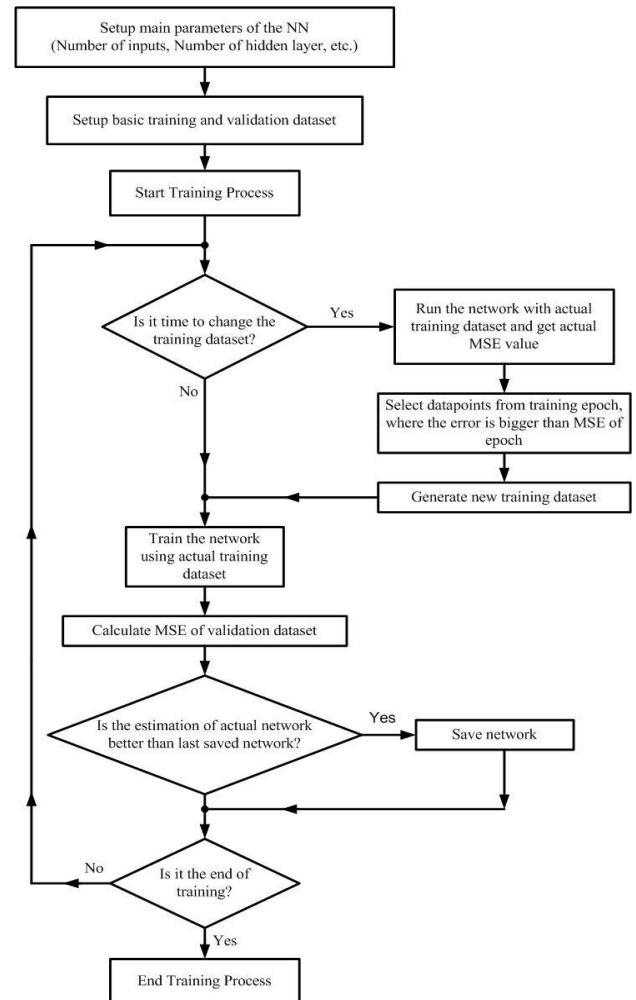 Setup main parameters of the NN
(Number of inputs, Number of hidden layer, etc.)
Setup basic training and validation dataset
Start Training Process
Is it time to change the
training dataset?
Yes
Run the network with actual
training dataset and get actual
MSE value
No
Select datapoints from training epoch,
where the error is bigger than MSE of
epoch
Generate new training dataset
Train the network
using actual training
dataset
Calculate MSE of validation dataset
Is the estimation of actual network
better than last saved network?
Yes
Save network
No
Is it the end of
training?
Yes
End Training Process